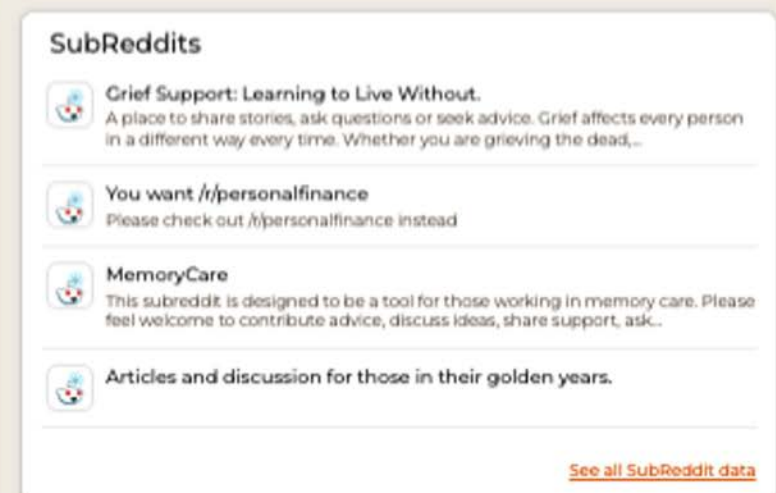 SubReddits
Grief Support: Learning to Live Without.
A place to share stories, ask questions or seek advice. Grief affects every person
in a different way every time. Whether you are grieving the dead,...
You want /r/personalfinance
Please check out /r/personalfinance instead
MemoryCare
This subreddit is designed to be a tool for those working in memory care. Please
feel welcome to contribute advice, discuss ideas, share support, ask...
Articles and discussion for those in their golden years.
See all SubReddit data